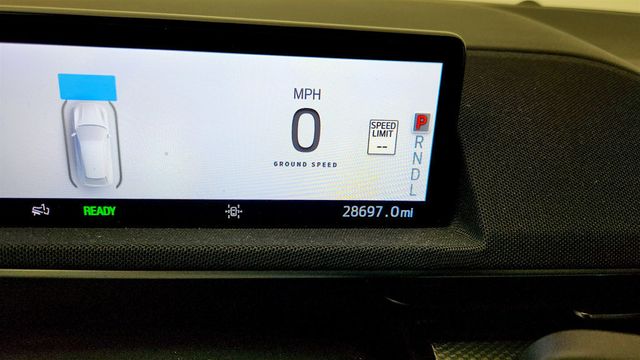 MPH
0
GROUND SPEED
SPEED
LIMIT
--
P
R
N
D
L
READY
28697.0mi